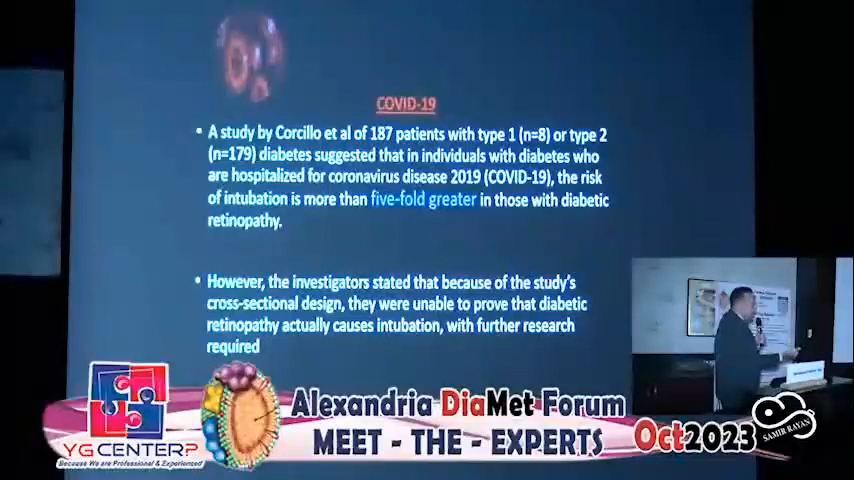 COVID-19
• A study by Corcillo et al of 187 patients with type 1 (n=8) or type 2
(n=179) diabetes suggested that in individuals with diabetes who
are hospitalized for coronavirus disease 2019 (COVID-19), the risk
of intubation is more than five-fold greater in those with diabetic
retinopathy.
• However, the investigators stated that because of the study's
cross-sectional design, they were unable to prove that diabetic
retinopathy actually causes intubation, with further research
required
YGCENTERP
Because We are Professional & Experienced
Alexandria DiaMet Forum
MEET - THE - EXPERTS
Oct2023
SAMIR RAYAN